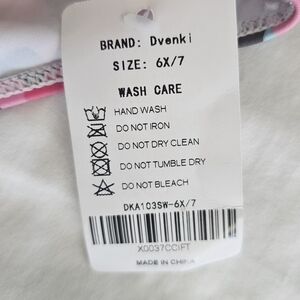 BRAND: Dvenki
SIZE: 6X/7
WASH CARE
HAND WASH
DO NOT IRON
DO NOT DRY CLEAN
DO NOT TUMBLE DRY
DO NOT BLEACH
DKA103SW-6X/7
X0037CCIFT
MADE IN CHINA